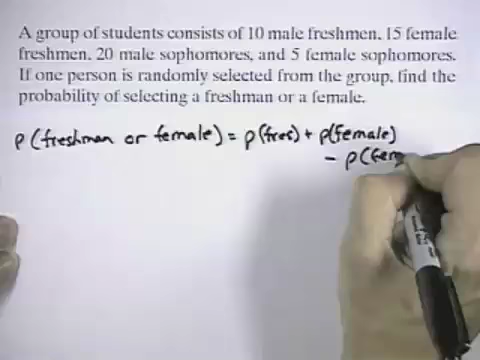 A group of students consists of 10 male freshmen, 15 female
freshmen, 20 male sophomores, and 5 female sophomores.
If one person is randomly selected from the group, find the
probability of selecting a freshman or a female.
P (freshman or female) = P(fres) + P(female)
- P(fem